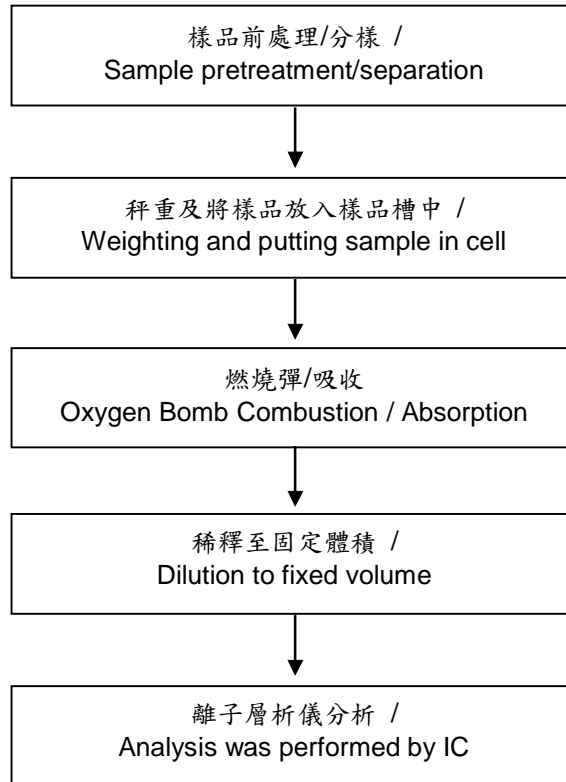 樣品前處理/分樣 /
Sample pretreatment/separation
秤重及將樣品放入樣品槽中 /
Weighting and putting sample in cell
燃燒彈/吸收
Oxygen Bomb Combustion / Absorption
稀釋至固定體積 /
Dilution to fixed volume
離子層析儀分析 /
Analysis was performed by IC